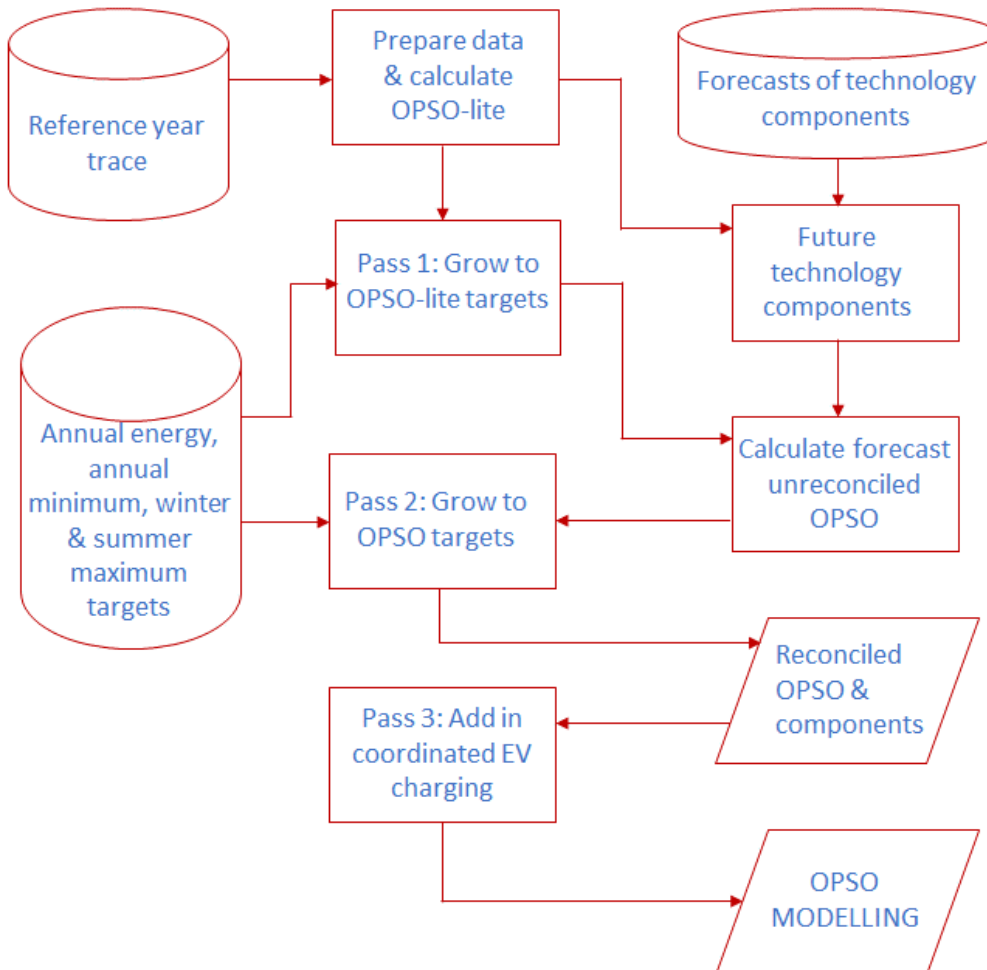 Reference year
trace
Prepare data
& calculate
OPSO-lite
Forecasts of technology
components
Pass 1: Grow to
OPSO-lite targets
Future
technology
components
Annual energy,
annual
minimum, winter
& summer
maximum
targets
Pass 2: Grow to
OPSO targets
Calculate forecast
unreconciled
OPSO
Reconciled
OPSO &
components
Pass 3: Add in
coordinated EV
charging
OPSO
MODELLING